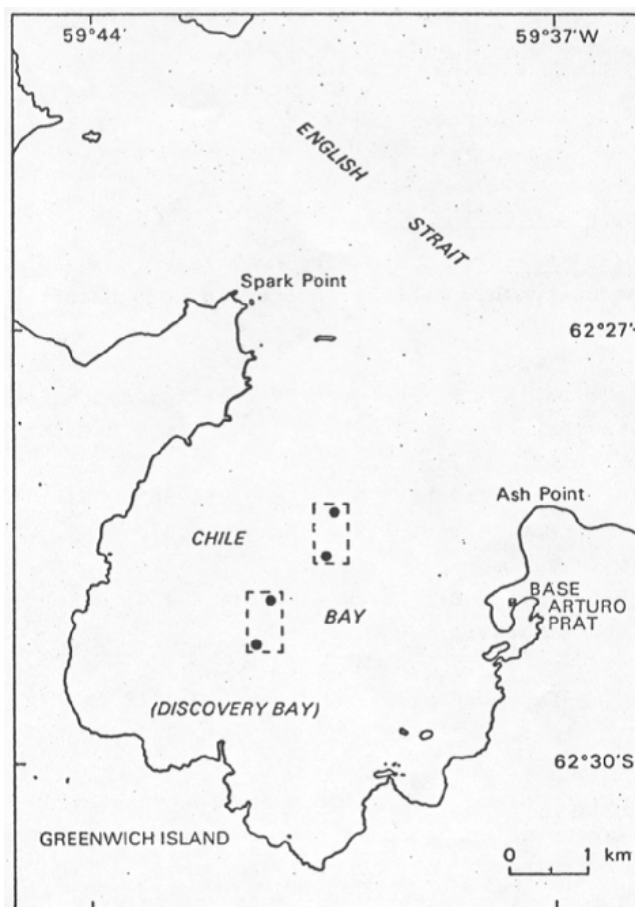 59°44'
59°37'W
ENGLISH
STRAIT
Spark Point
62°27'
Ash Point
CHILE
BASE
ARTURO
PRAT
BAY
(DISCOVERY BAY)
62°30'S
GREENWICH ISLAND
0 1 km